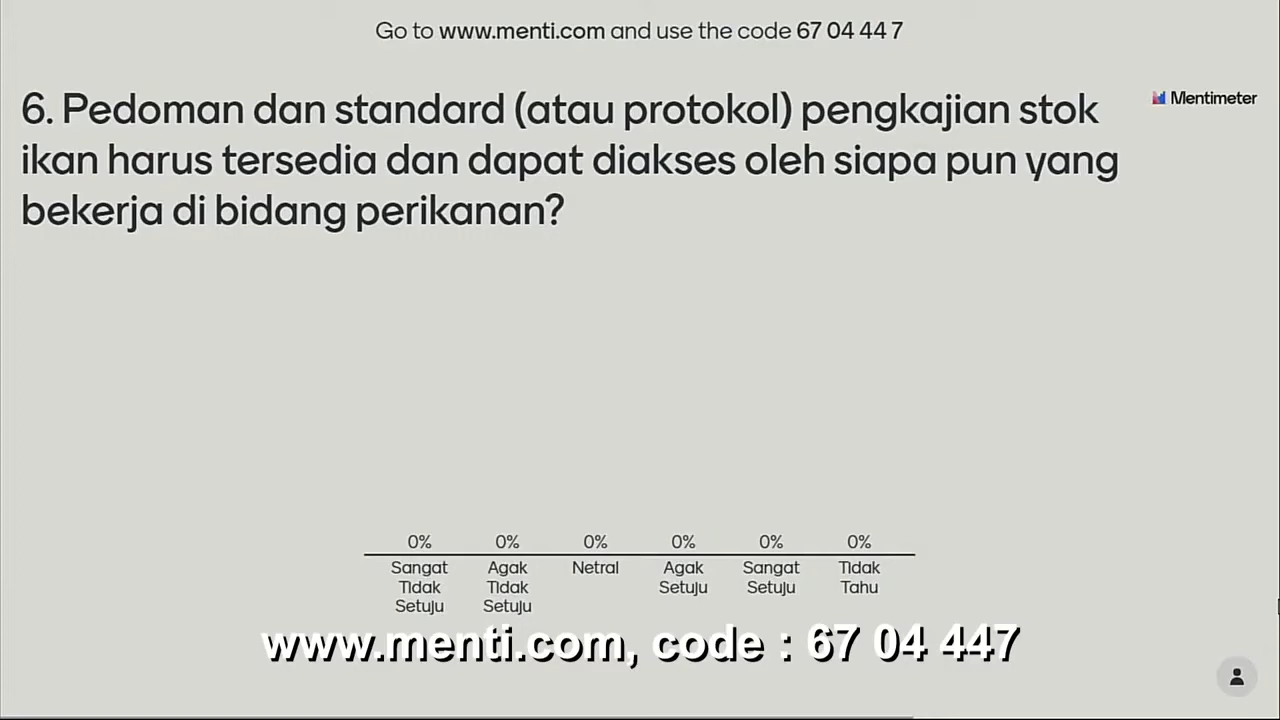 Go to www.menti.com and use the code 67 04 44 7
6. Pedoman dan standard (atau protokol) pengkajian stok
ikan harus tersedia dan dapat diakses oleh siapa pun yang
bekerja di bidang perikanan?
Mentimeter
0% 0% 0% 0% 0% 0%
Sangat Agak Netral Agak Sangat Tidak
Tidak Tidak Setuju Setuju Tahu
Setuju Setuju
www.menti.com, code : 67 04 447